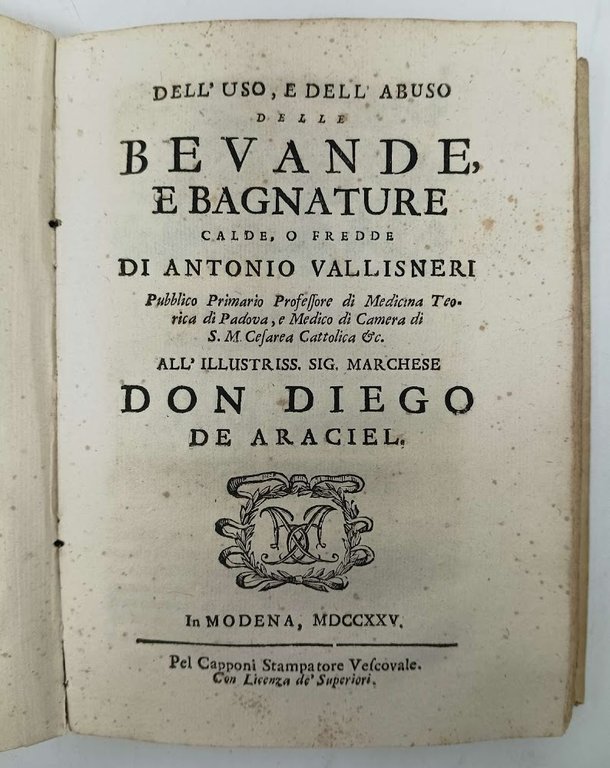 DELL' USO, E DELL' ABUSO
DELLE
BEVANDE,
E BAGNATURE
CALDE, O FREDDE
DI ANTONIO VALLISNERI
Pubblico Primario Profeſſore di Medicina Teo-
rica di Padova, e Medico di Camera di
S. M. Ceſarea Cattolica &c.
ALL' ILLUSTRISS. SIG. MARCHESE
DON DIEGO
DE ARACIEL.
In MODENA, MDCCXXV.
Pel Capponi Stampatore Veſcovale.
Con Licenza de' Superiori.